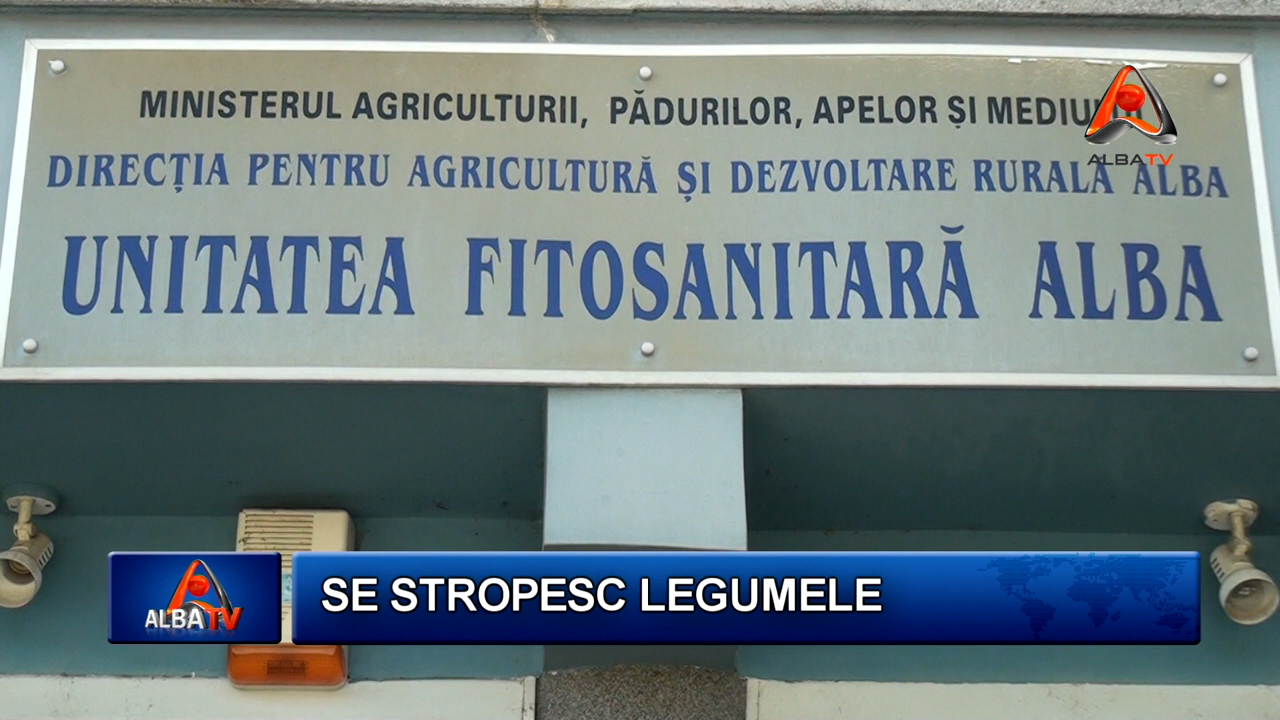 MINISTERUL AGRICULTURII, PĂDURILOR, APELOR ȘI MEDIULUI
ALBATV
DIRECȚIA PENTRU AGRICULTURĂ ȘI DEZVOLTARE RURALĂ ALBA
UNITATEA FITOSANITARĂ ALBA
ALBATV
SE STROPESC LEGUMELE